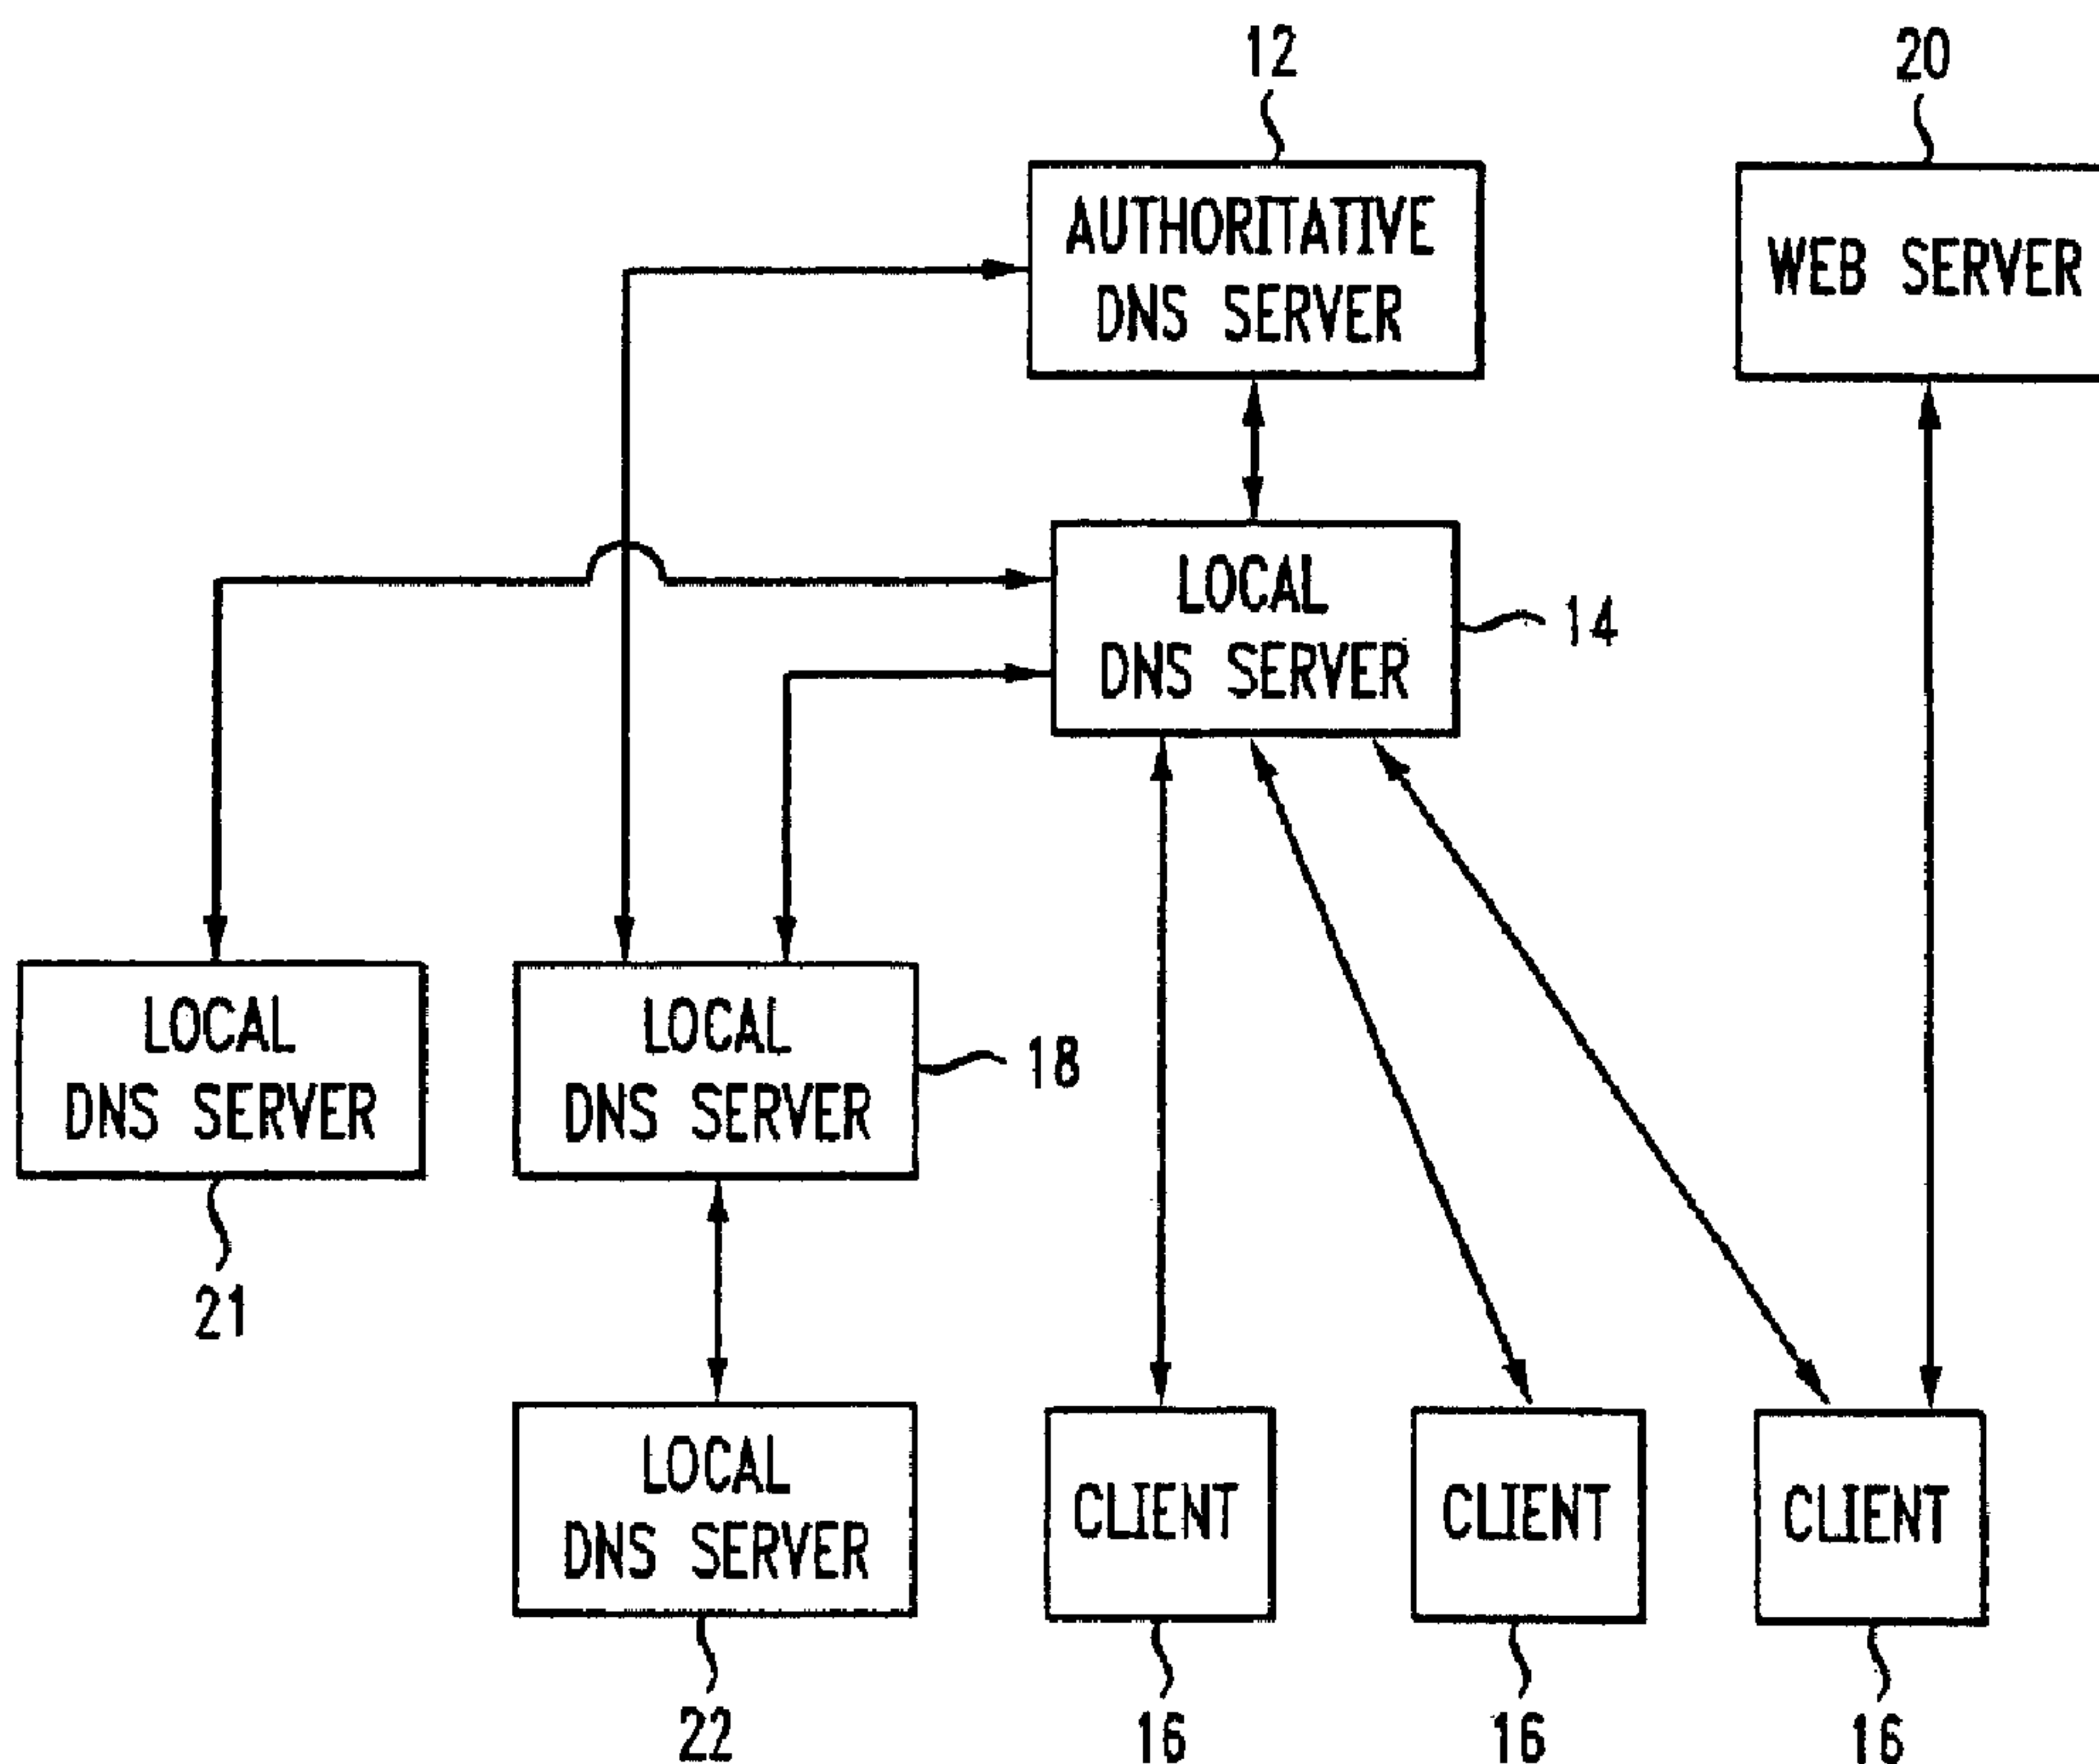 12
20
AUTHORITATIVE
DNS SERVER
WEB SERVER
LOCAL
DNS SERVER
14
LOCAL
DNS SERVER
LOCAL
DNS SERVER
18
21
LOCAL
DNS SERVER
CLIENT
CLIENT
CLIENT
22
16
16
16